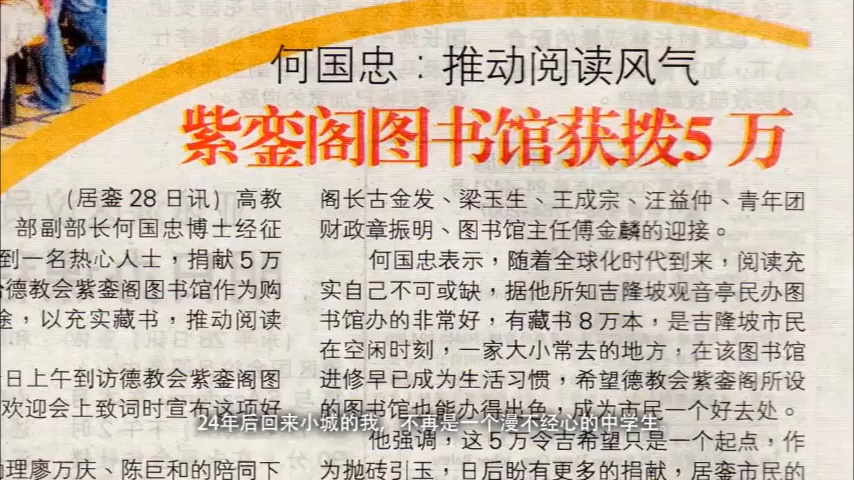 何国忠：推动阅读风气
紫銮阁图书馆获拨5万
(居銮28日讯) 高教
部副部长何国忠博士经征
到一名热心人士，捐献5万
德教会紫銮阁图书馆作为购
途，以充实藏书，推动阅读
日上午到访德教会紫銮阁图
欢迎会上致词时宣布这项好
理廖万庆、陈巨和的陪同下
阁长古金发、梁玉生、王成宗、汪益仲、青年团
财政章振明、图书馆主任傅金麟的迎接。
何国忠表示，随着全球化时代到来，阅读充
实自己不可或缺，据他所知吉隆坡观音亭民办图
书馆办的非常好，有藏书8万本，是吉隆坡市民
在空闲时刻，一家大小常去的地方，在该图书馆
进修早已成为生活习惯，希望德教会紫銮阁所设
的图书馆也能办得出色，成为市民一个好去处。
他强调，这5万令吉希望只是一个起点，作
为抛砖引玉，日后盼有更多的捐献，居銮市民的
24年后回来小城的我，不再是一个漫不经心的中学生。